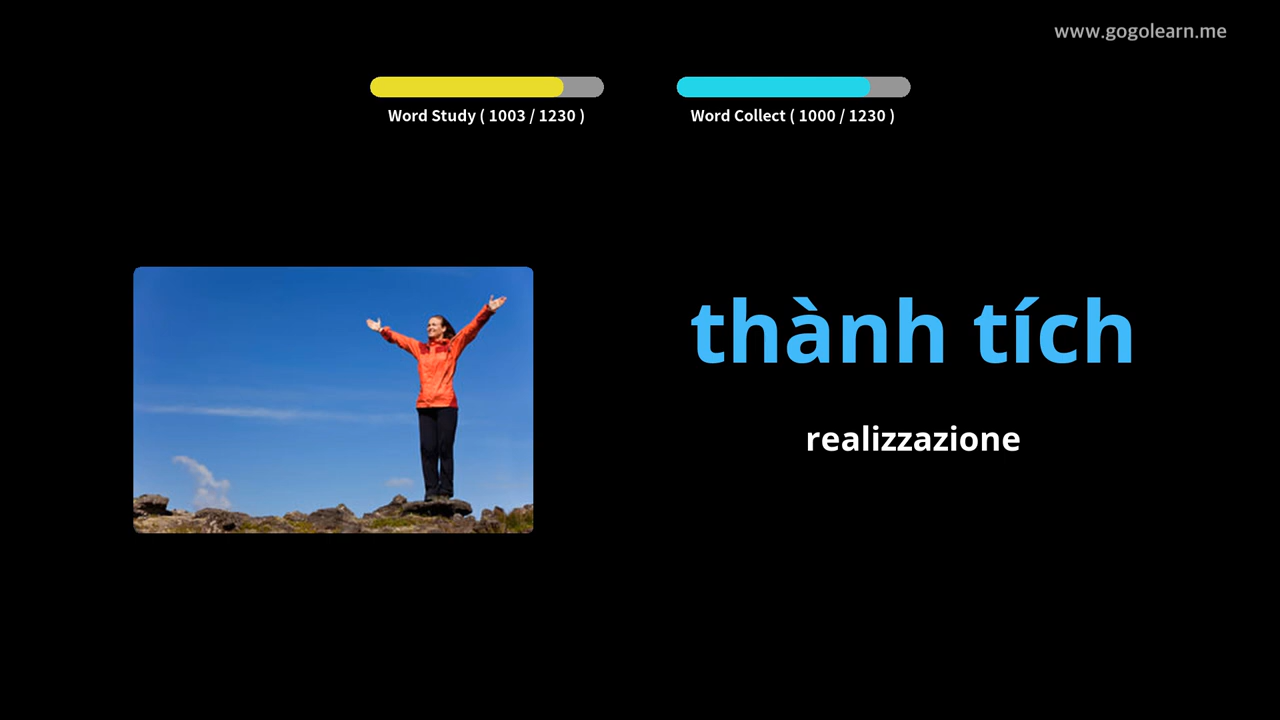 www.gogolearn.me
Word Study ( 1003 / 1230 )
Word Collect ( 1000 / 1230 )
thành tích
realizzazione